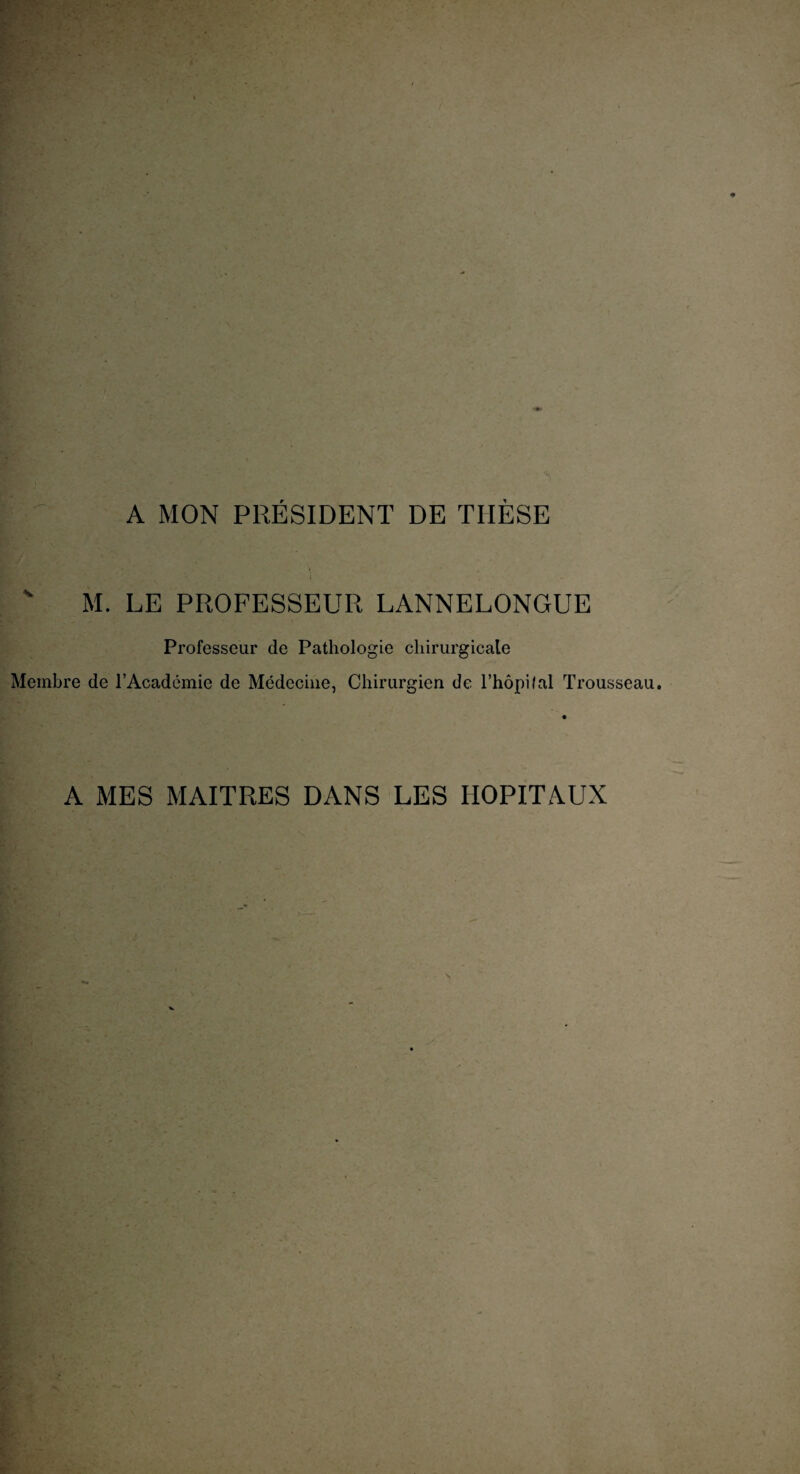 A MON PRÉSIDENT DE THÈSE
M. LE PROFESSEUR LANNELONGUE
Professeur de Pathologie chirurgicale
Membre de l'Académie de Médecine, Chirurgien de l'hôpital Trousseau.
A MES MAITRES DANS LES HOPITAUX